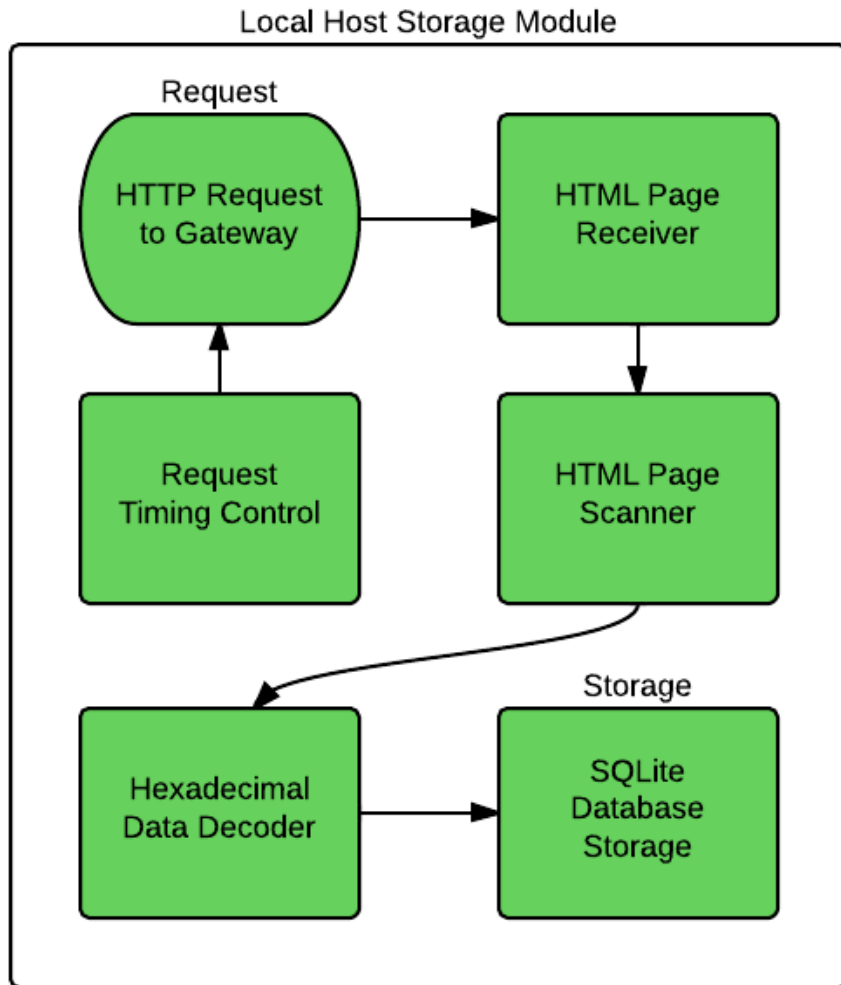 Local Host Storage Module
Request
HTTP Request
to Gateway
HTML Page
Receiver
Request
Timing Control
HTML Page
Scanner
Hexadecimal
Data Decoder
Storage
SQLite
Database
Storage